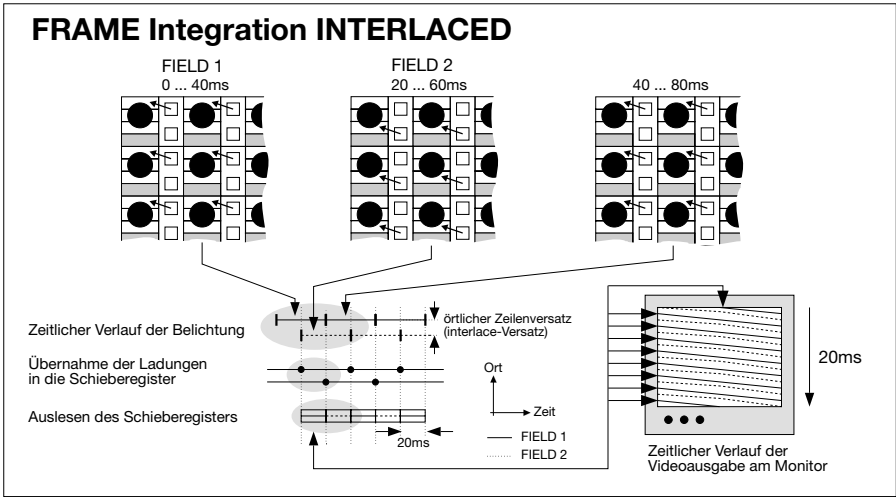 FRAME Integration INTERLACED
FIELD 1
0 ... 40ms
FIELD 2
20 ... 60ms
40 ... 80ms
Zeitlicher Verlauf der Belichtung
örtlicher Zeilenversatz
(interlace-Versatz)
Übernahme der Ladungen
in die Schieberegister
Ort
Zeit
Auslesen des Schieberegisters
20ms
FIELD 1
FIELD 2
20ms
Zeitlicher Verlauf der
Videoausgabe am Monitor